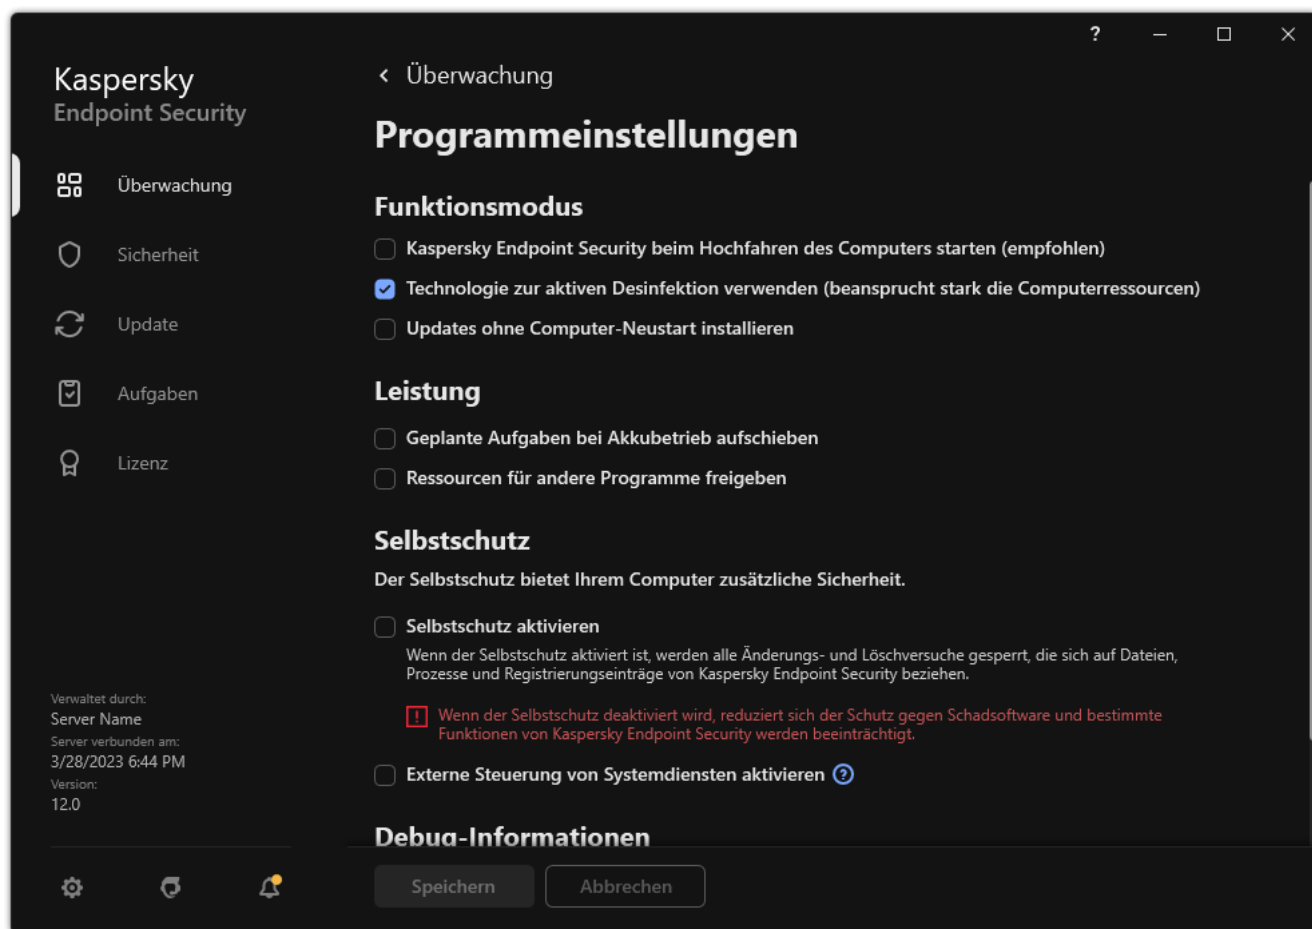 ?
Kaspersky
Endpoint Security
Überwachung
Sicherheit
Update
Aufgaben
Lizenz
Verwaltet durch:
Server Name
Server verbunden am:
3/28/2023 6:44 PM
Version:
12.0
Überwachung
Programmeinstellungen
Funktionsmodus
Kaspersky Endpoint Security beim Hochfahren des Computers starten (empfohlen)
Technologie zur aktiven Desinfektion verwenden (beansprucht stark die Computerressourcen)
Updates ohne Computer-Neustart installieren
Leistung
Geplante Aufgaben bei Akkubetrieb aufschieben
Ressourcen für andere Programme freigeben
Selbstschutz
Der Selbstschutz bietet Ihrem Computer zusätzliche Sicherheit.
Selbstschutz aktivieren
Wenn der Selbstschutz aktiviert ist, werden alle Änderungs- und Löschversuche gesperrt, die sich auf Dateien,
Prozesse und Registrierungseinträge von Kaspersky Endpoint Security beziehen.
Wenn der Selbstschutz deaktiviert wird, reduziert sich der Schutz gegen Schadsoftware und bestimmte
Funktionen von Kaspersky Endpoint Security werden beeinträchtigt.
Externe Steuerung von Systemdiensten aktivieren ?
Debug-Informationen
Speichern
Abbrechen